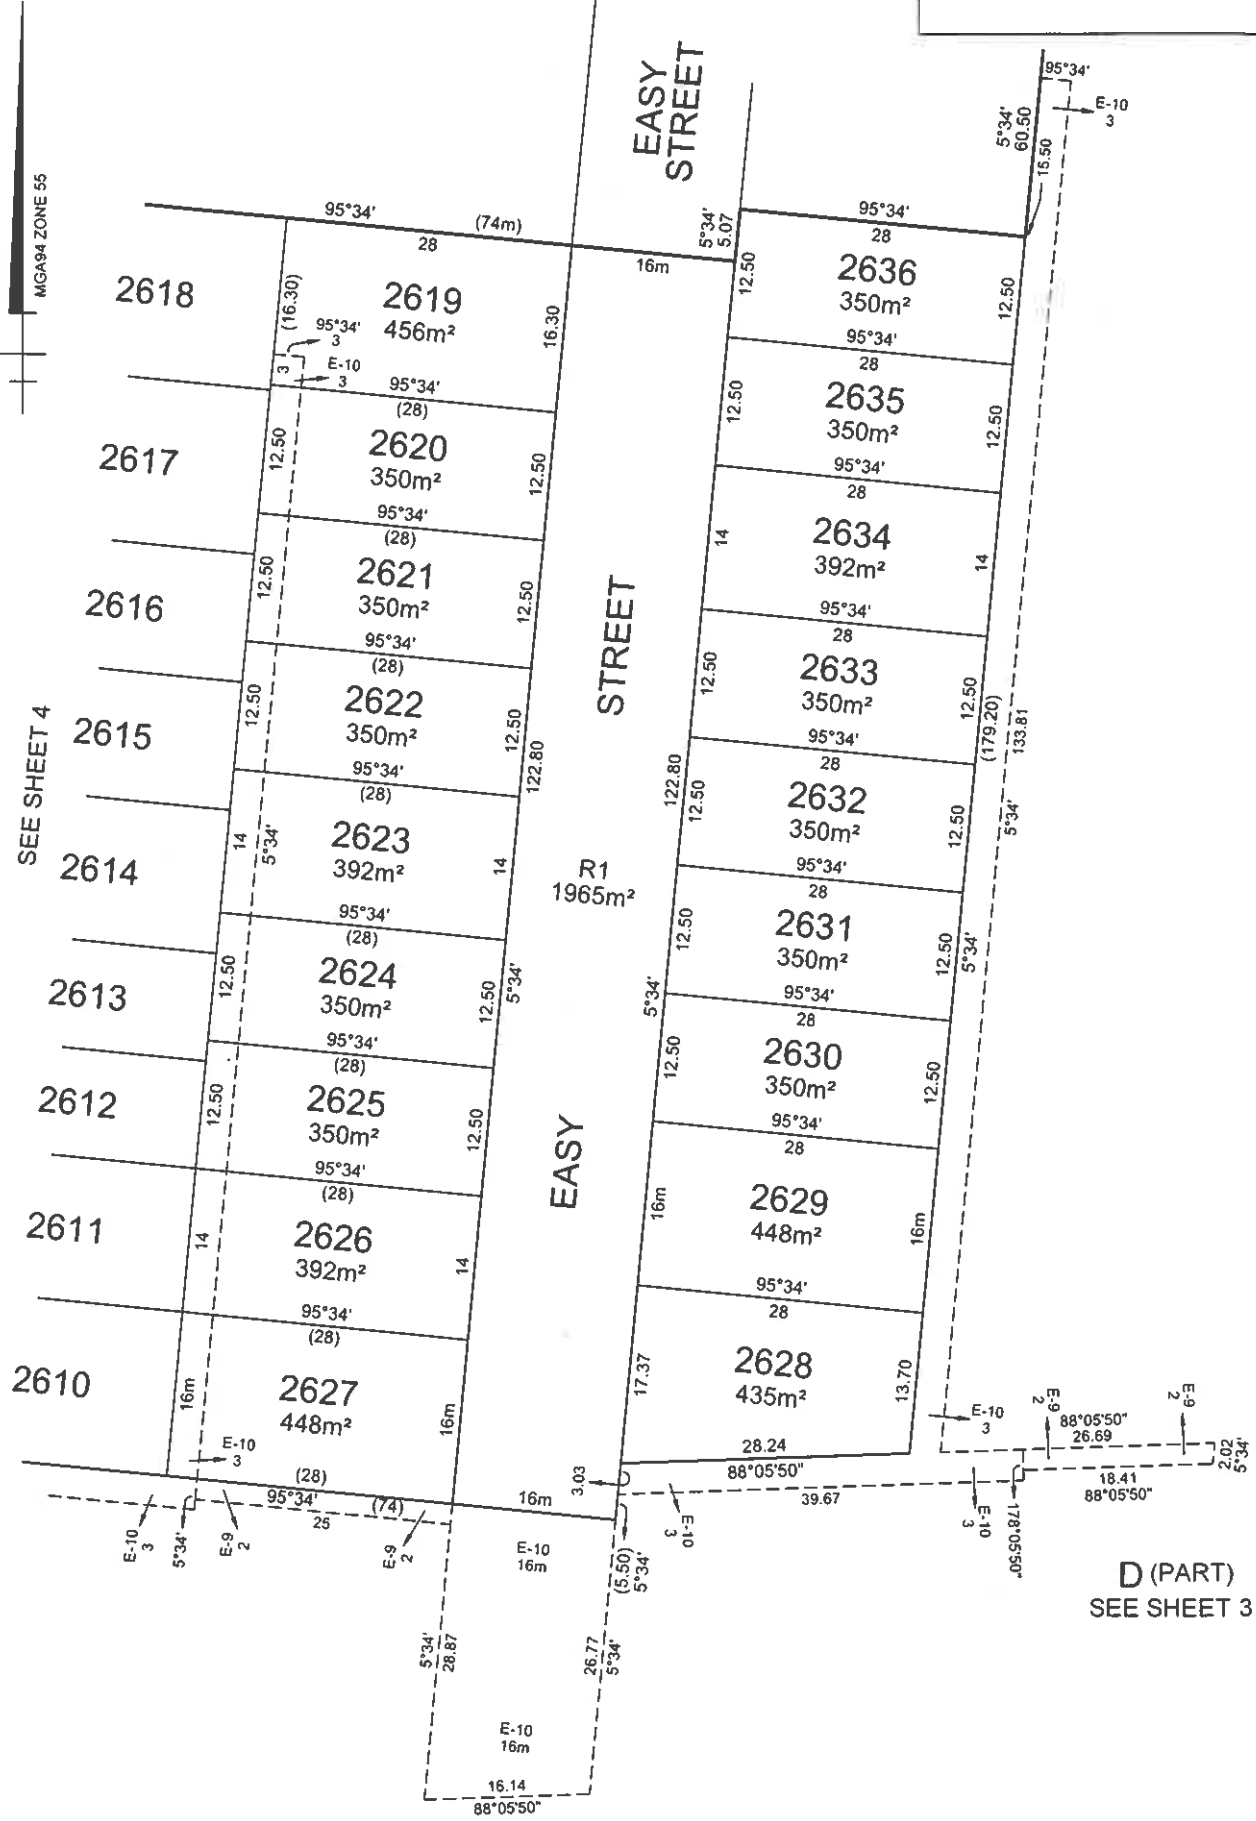 MGA94 ZONE 55
SEE SHEET 4
EASY
STREET
95°34'
E-10
3
5°34'
60.50
15.50
95°34'
(74m)
28
16m
5°34'
5.07
95°34'
28
2618
(16.30)
2619
456m²
16.30
95°34'
3
3
E-10
3
12.50
2636
350m²
12.50
95°34'
28
95°34'
(28)
2617
12.50
2620
350m²
12.50
12.50
2635
350m²
12.50
95°34'
28
95°34'
(28)
2616
12.50
2621
350m²
12.50
STREET
14
2634
392m²
14
95°34'
28
95°34'
(28)
2615
12.50
2622
350m²
12.50
122.80
12.50
2633
350m²
12.50
(179.20)
133.81
95°34'
28
95°34'
(28)
2614
14
5°34'
2623
392m²
14
R1
1965m²
122.80
12.50
2632
350m²
12.50
5°34'
95°34'
28
95°34'
(28)
2613
12.50
2624
350m²
12.50
5°34'
12.50
2631
350m²
12.50
5°34'
5°34'
95°34'
28
95°34'
(28)
2612
12.50
2625
350m²
12.50
12.50
2630
350m²
12.50
95°34'
28
EASY
95°34'
(28)
2611
14
2626
392m²
14
16m
2629
448m²
16m
95°34'
28
95°34'
(28)
2610
16m
2627
448m²
16m
E-10
3
17.37
2628
435m²
13.70
28.24
88°05'50"
E-10
3
E-9
2
88°05'50"
26.69
E-9
2
2.02
5°34'
18.41
88°05'50"
(28)
95°34'
(74)
25
16m
3.03
39.67
E-10
3
5°34'
E-9
2
E-9
2
E-10
16m
(5.50)
5°34'
E-10
3
E-10
3
178°05'50"
D (PART)
SEE SHEET 3
5°34'
28.87
26.77
5°34'
E-10
16m
16.14
88°05'50"